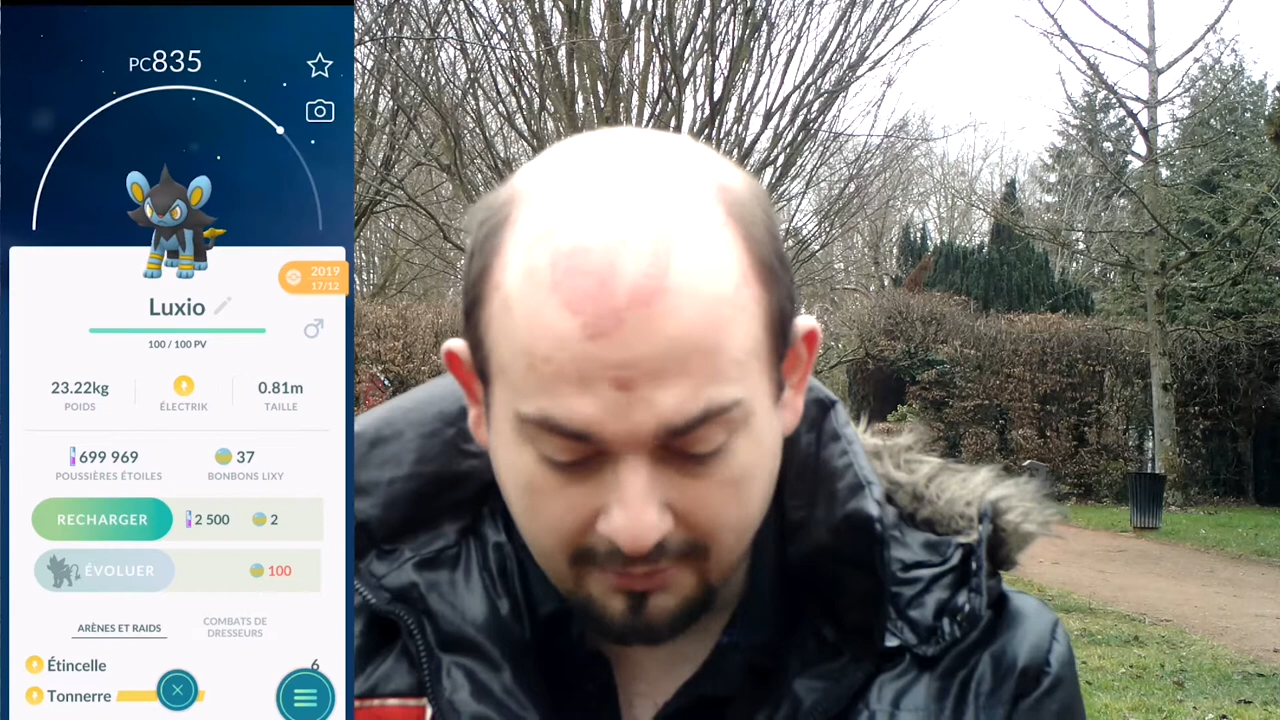 PC835
2019
17/12
Luxio
100 / 100 PV
23.22kg
POIDS
ÉLECTRIK
0.81m
TAILLE
699 969
POUSSIÈRES ÉTOILES
37
BONBONS LIXY
RECHARGER
2 500
2
ÉVOLUER
100
ARÈNES ET RAIDS
COMBATS DE
DRESSEURS
Étincelle
6
Tonnerre